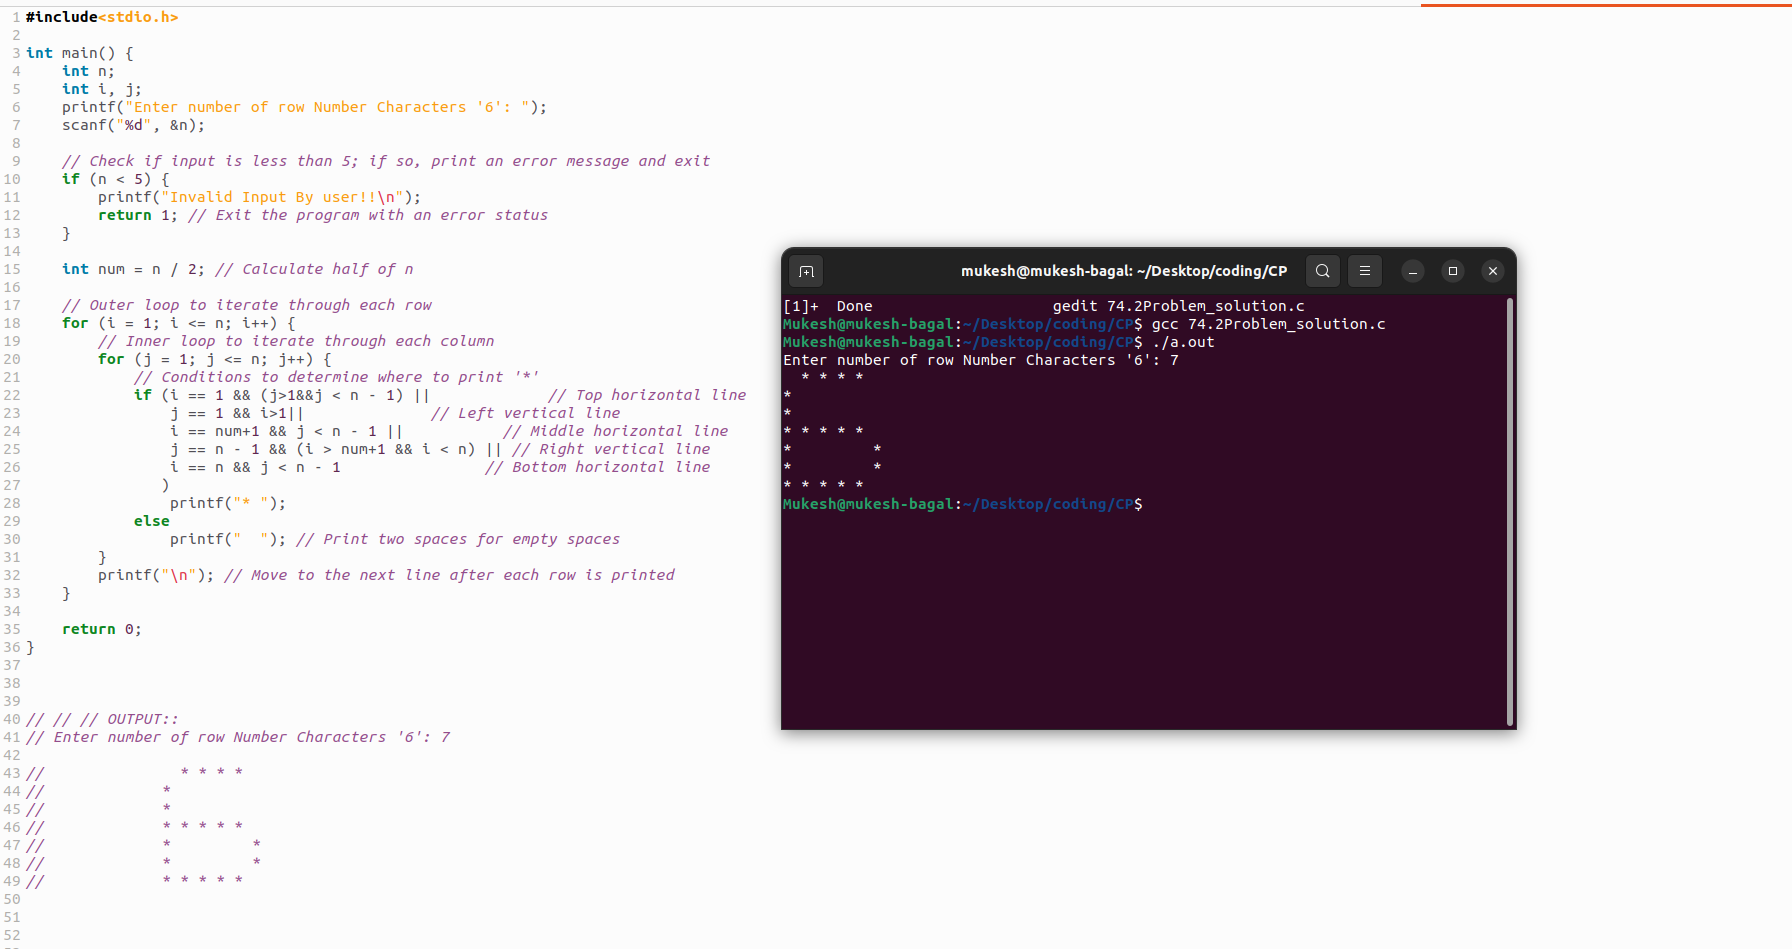 1 #include<stdio.h>
2
3 int main() {
4     int n;
5     int i, j;
6     printf("Enter number of row Number Characters '6': ");
7     scanf("%d", &n);
8
9     // Check if input is less than 5; if so, print an error message and exit
10     if (n < 5) {
11         printf("Invalid Input By user!!\n");
12         return 1; // Exit the program with an error status
13     }
14
15     int num = n / 2; // Calculate half of n
16
17     // Outer loop to iterate through each row
18     for (i = 1; i <= n; i++) {
19         // Inner loop to iterate through each column
20         for (j = 1; j <= n; j++) {
21             // Conditions to determine where to print '*'
22             if (i == 1 && (j>1&&j < n - 1) ||             // Top horizontal line
23                 j == 1 && i>1||              // Left vertical line
24                 i == num+1 && j < n - 1 ||           // Middle horizontal line
25                 j == n - 1 && (i > num+1 && i < n) || // Right vertical line
26                 i == n && j < n - 1                // Bottom horizontal line
27                )
28                 printf("* ");
29             else
30                 printf("  "); // Print two spaces for empty spaces
31         }
32         printf("\n"); // Move to the next line after each row is printed
33     }
34
35     return 0;
36 }
37
38
39
40 // // // OUTPUT::
41 // Enter number of row Number Characters '6': 7
42
43 //               * * * *
44 //             *
45 //             *
46 //             * * * * *
47 //             *         *
48 //             *         *
49 //             * * * * *
50
51
52
mukesh@mukesh-bagal: ~/Desktop/coding/CP
[1]+  Done                    gedit 74.2Problem_solution.c
Mukesh@mukesh-bagal:~/Desktop/coding/CP$ gcc 74.2Problem_solution.c
Mukesh@mukesh-bagal:~/Desktop/coding/CP$ ./a.out
Enter number of row Number Characters '6': 7
  * * * *
*
*
* * * * *
*         *
*         *
* * * * *
Mukesh@mukesh-bagal:~/Desktop/coding/CP$